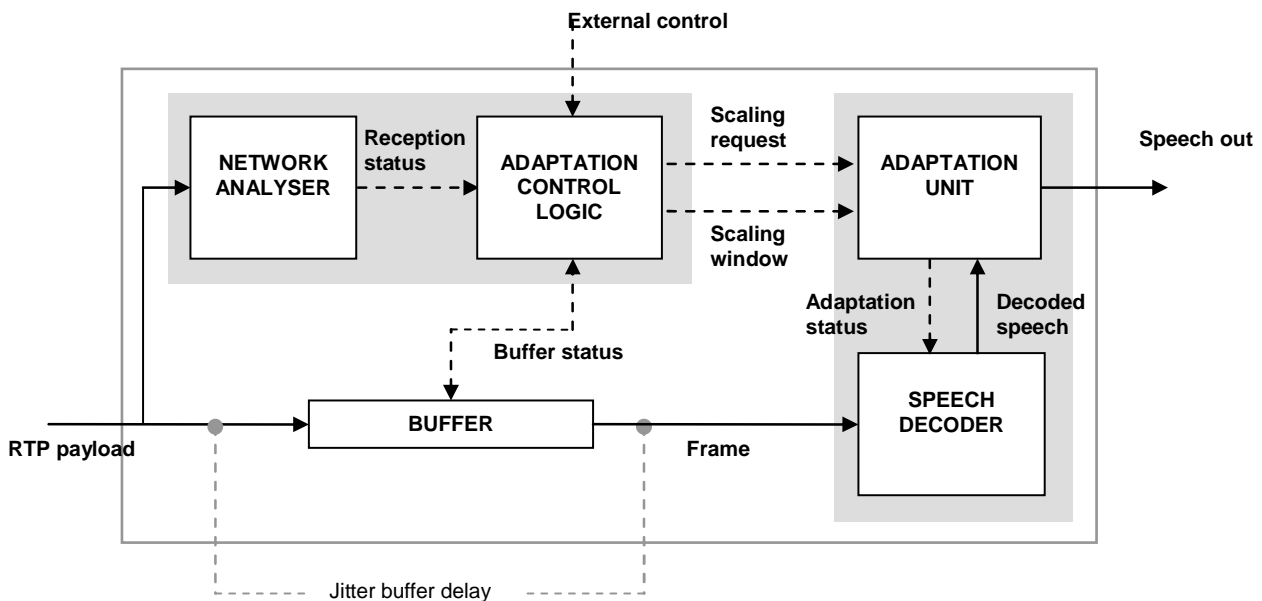 External control
NETWORK
ANALYSER
Reception
status
ADAPTATION
CONTROL
LOGIC
Scaling
request
Scaling
window
ADAPTATION
UNIT
Speech out
Adaptation
status
Decoded
speech
Buffer status
BUFFER
SPEECH
DECODER
RTP payload
Frame
Jitter buffer delay